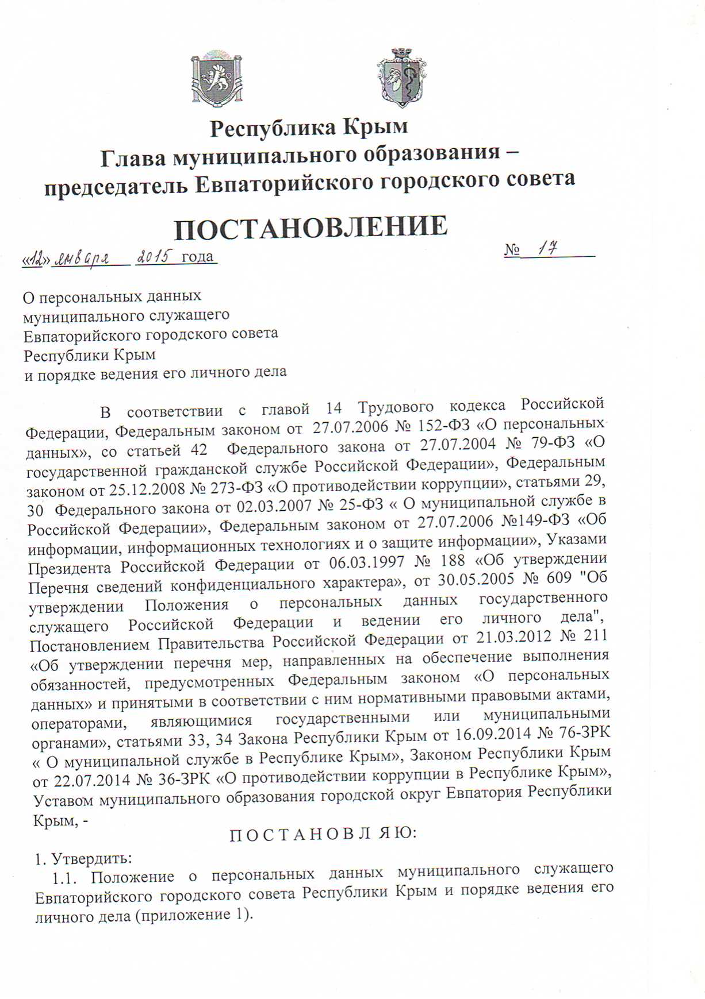 Республика Крым
Глава муниципального образования –
председатель Евпаторийского городского совета
ПОСТАНОВЛЕНИЕ
«12» января 2015 года № 17
О персональных данных
муниципального служащего
Евпаторийского городского совета
Республики Крым
и порядке ведения его личного дела
В соответствии с главой 14 Трудового кодекса Российской
Федерации, Федеральным законом от 27.07.2006 № 152-ФЗ «О персональных
данных», со статьей 42 Федерального закона от 27.07.2004 № 79-ФЗ «О
государственной гражданской службе Российской Федерации», Федеральным
законом от 25.12.2008 № 273-ФЗ «О противодействии коррупции», статьями 29,
30 Федерального закона от 02.03.2007 № 25-ФЗ « О муниципальной службе в
Российской Федерации», Федеральным законом от 27.07.2006 №149-ФЗ «Об
информации, информационных технологиях и о защите информации», Указами
Президента Российской Федерации от 06.03.1997 № 188 «Об утверждении
Перечня сведений конфиденциального характера», от 30.05.2005 № 609 "Об
утверждении Положения о персональных данных государственного
служащего Российской Федерации и ведении его личного дела",
Постановлением Правительства Российской Федерации от 21.03.2012 № 211
«Об утверждении перечня мер, направленных на обеспечение выполнения
обязанностей, предусмотренных Федеральным законом «О персональных
данных» и принятыми в соответствии с ним нормативными правовыми актами,
операторами, являющимися государственными или муниципальными
органами», статьями 33, 34 Закона Республики Крым от 16.09.2014 № 76-ЗРК
« О муниципальной службе в Республике Крым», Законом Республики Крым
от 22.07.2014 № 36-ЗРК «О противодействии коррупции в Республике Крым»,
Уставом муниципального образования городской округ Евпатория Республики
Крым, -
П О С Т А Н О В Л Я Ю:
1. Утвердить:
1.1. Положение о персональных данных муниципального служащего
Евпаторийского городского совета Республики Крым и порядке ведения его
личного дела (приложение 1).